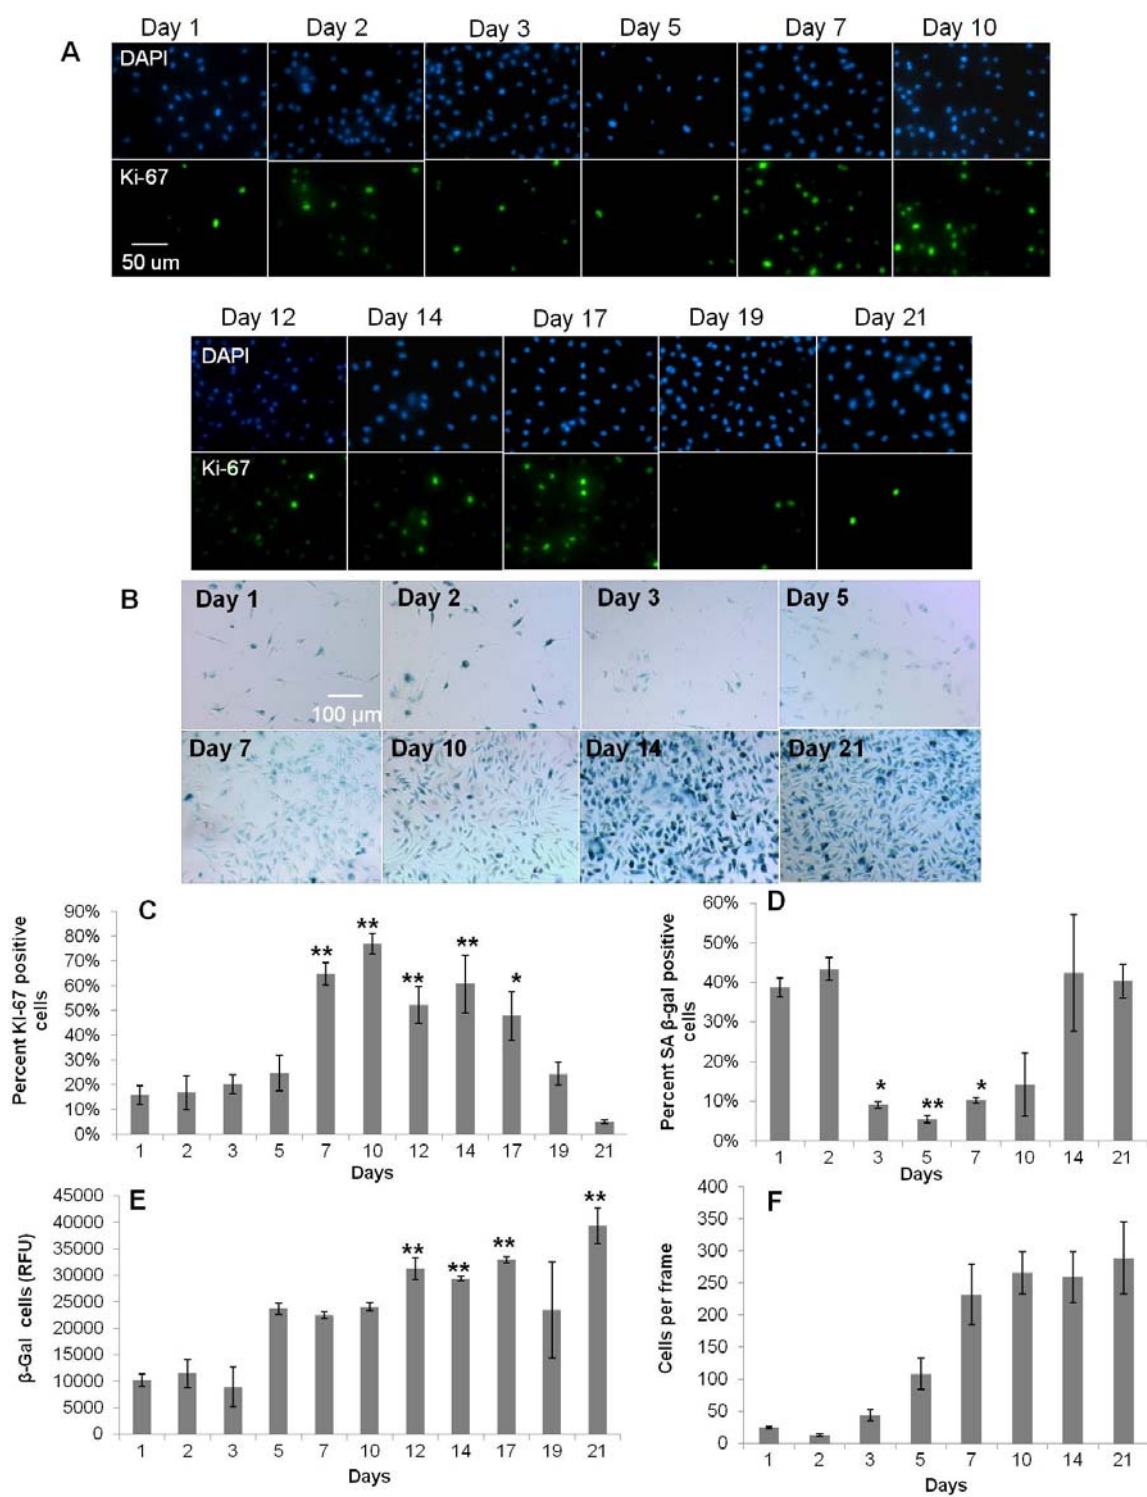 A
Day 1 Day 2 Day 3 Day 5 Day 7 Day 10
DAPI
Ki-67
50 um
Day 12 Day 14 Day 17 Day 19 Day 21
DAPI
Ki-67
B
Day 1 Day 2 Day 3 Day 5
100 μm
Day 7 Day 10 Day 14 Day 21
C
Percent KI-67 positive
cells
90%
80%
70%
60%
50%
40%
30%
20%
10%
0%
** ** ** ** *
1 2 3 5 7 10 12 14 17 19 21
Days
D
Percent SA β-gal positive
cells
60%
50%
40%
30%
20%
10%
0%
* ** *
1 2 3 5 7 10 14 21
Days
E
β-Gal cells (RFU)
45000
40000
35000
30000
25000
20000
15000
10000
5000
0
** ** ** **
1 2 3 5 7 10 12 14 17 19 21
Days
F
Cells per frame
400
350
300
250
200
150
100
50
0
1 2 3 5 7 10 14 21
Days